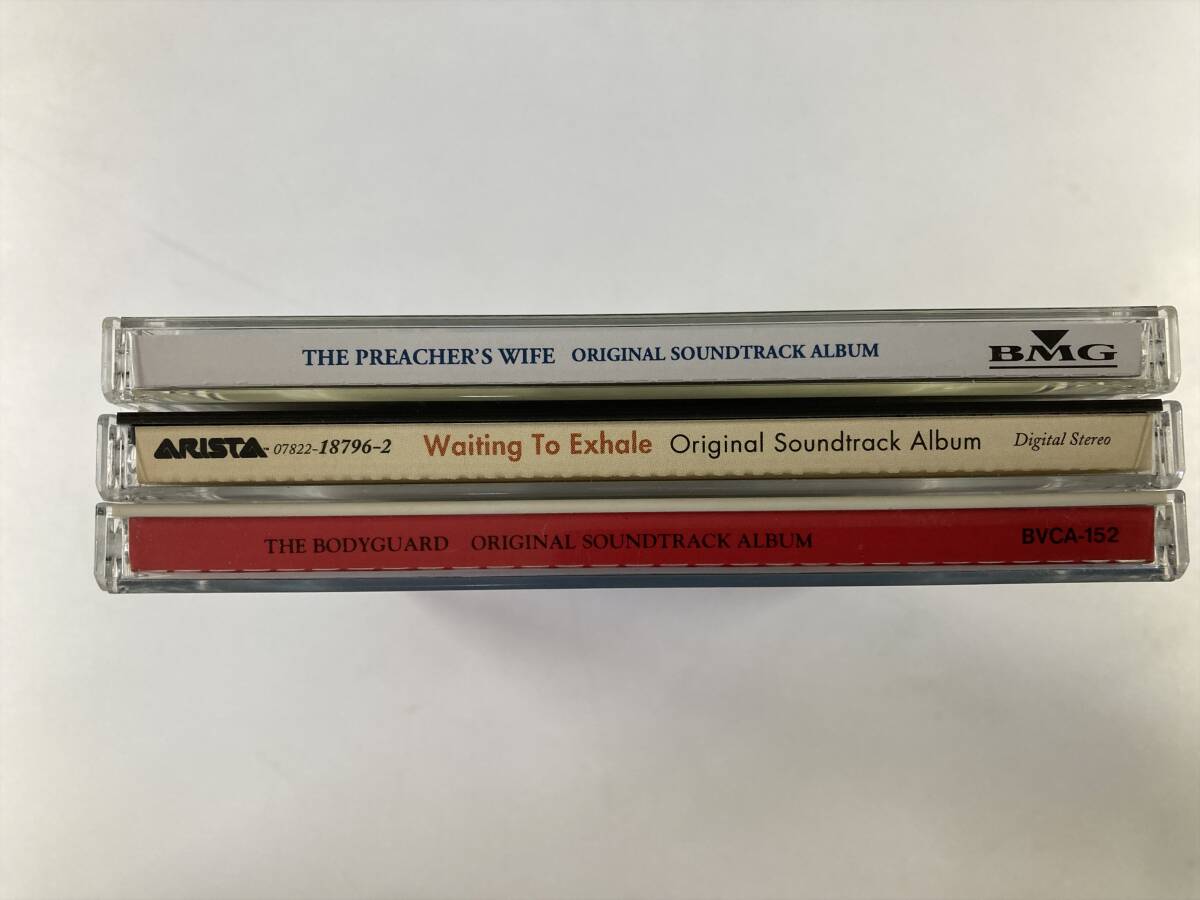 THE PREACHER'S WIFE ORIGINAL SOUNDTRACK ALBUM BMG
ARISTA 07822-18796-2 Waiting To Exhale Original Soundtrack Album Digital Stereo
THE BODYGUARD ORIGINAL SOUNDTRACK ALBUM BVCA-152